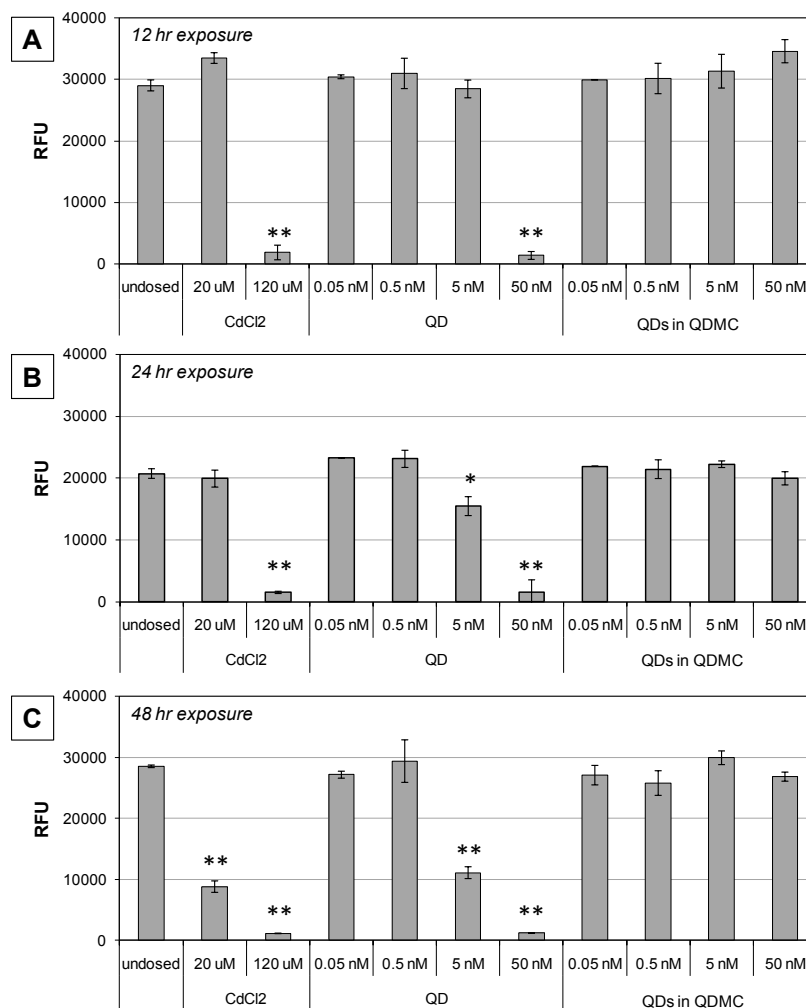 A
12 hr exposure
40000
30000
20000
10000
0
RFU
** **
undosed 20 uM 120 uM 0.05 nM 0.5 nM 5 nM 50 nM 0.05 nM 0.5 nM 5 nM 50 nM
CdCl2 QD QDs in QDMC
B
24 hr exposure
40000
30000
20000
10000
0
RFU
*
** **
undosed 20 uM 120 uM 0.05 nM 0.5 nM 5 nM 50 nM 0.05 nM 0.5 nM 5 nM 50 nM
CdCl2 QD QDs in QDMC
C
48 hr exposure
40000
30000
20000
10000
0
RFU
** **
** **
undosed 20 uM 120 uM 0.05 nM 0.5 nM 5 nM 50 nM 0.05 nM 0.5 nM 5 nM 50 nM
CdCl2 QD QDs in QDMC